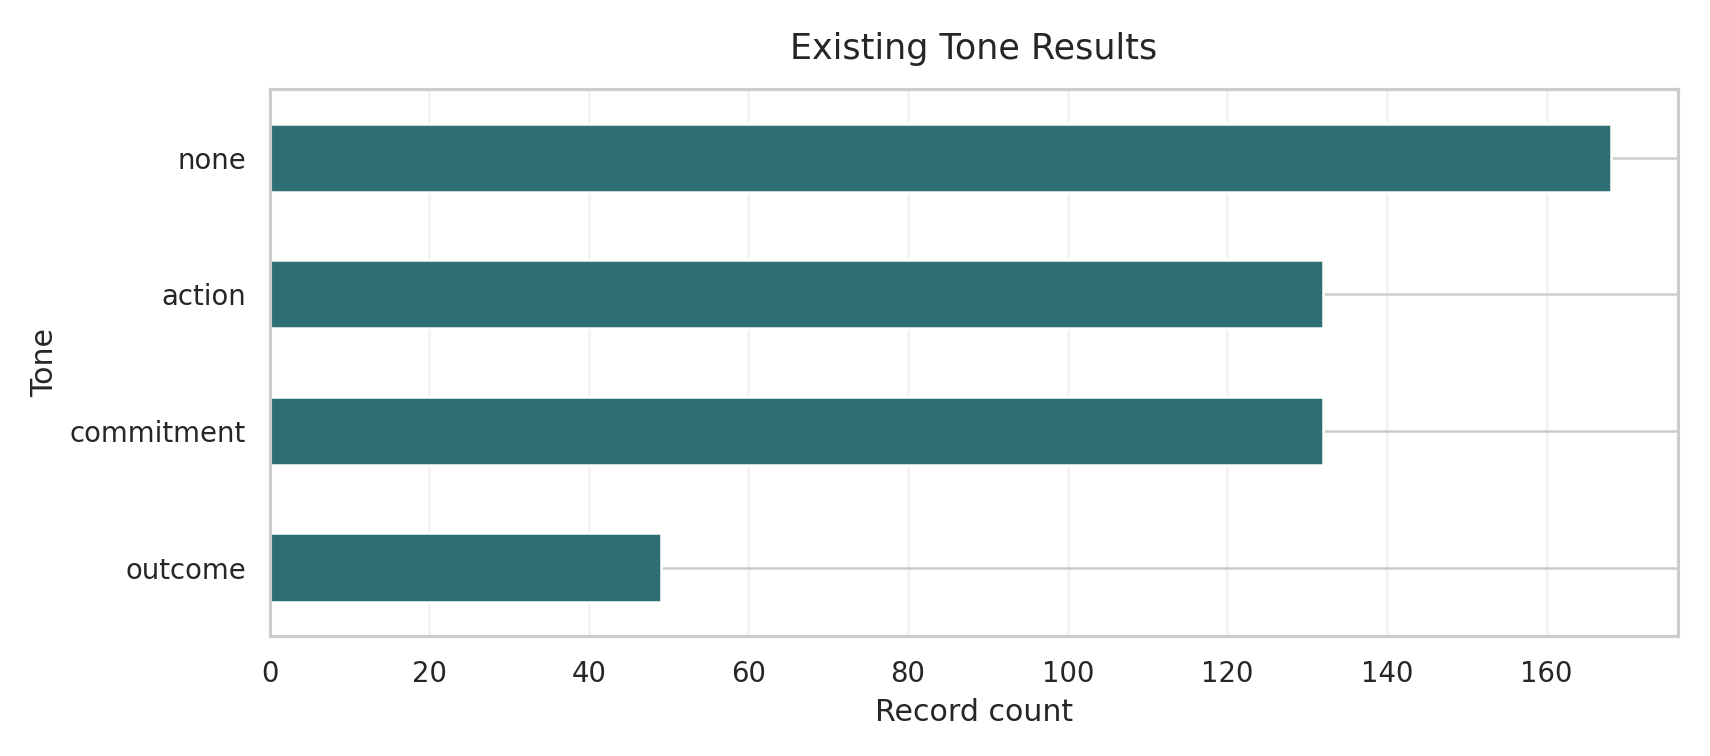 Existing Tone Results
none
action
commitment
outcome
Tone
0 20 40 60 80 100 120 140 160
Record count